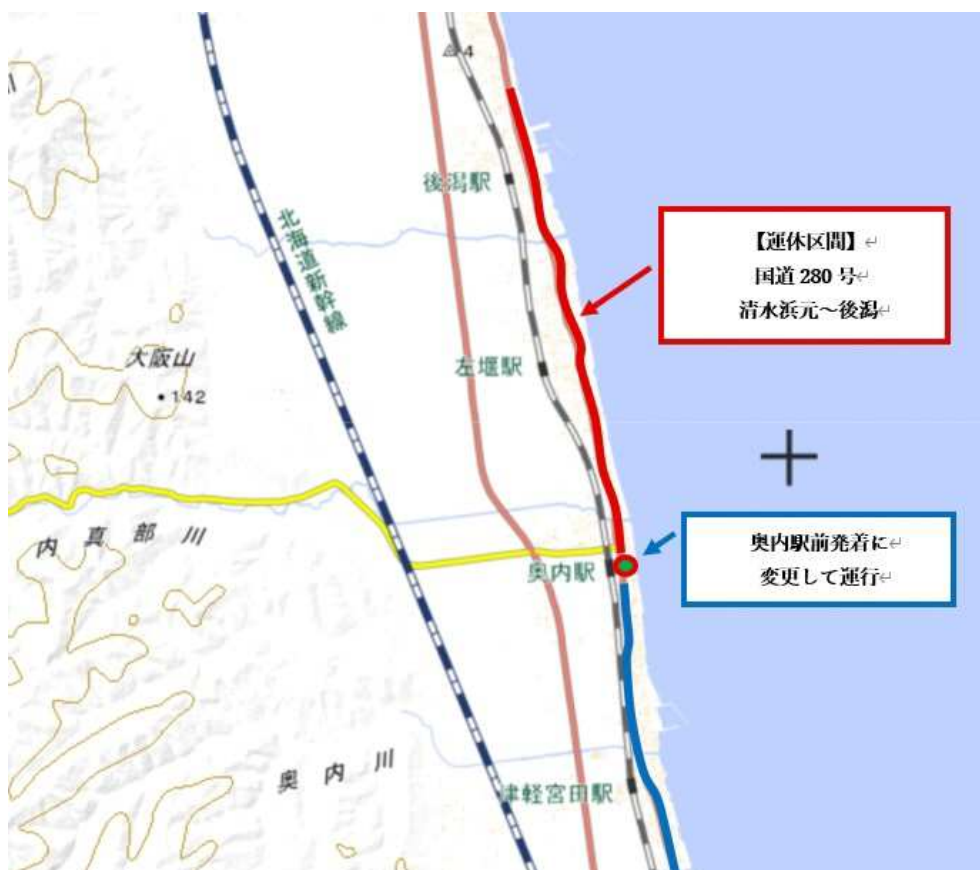 4
後潟駅
北海道新幹線
【運休区間】
国道 280 号
清水浜元～後潟
大阪山
142
左堰駅
内真部川
奥内駅
奥内駅前発着に
変更して運行
奥内川
津軽宮田駅